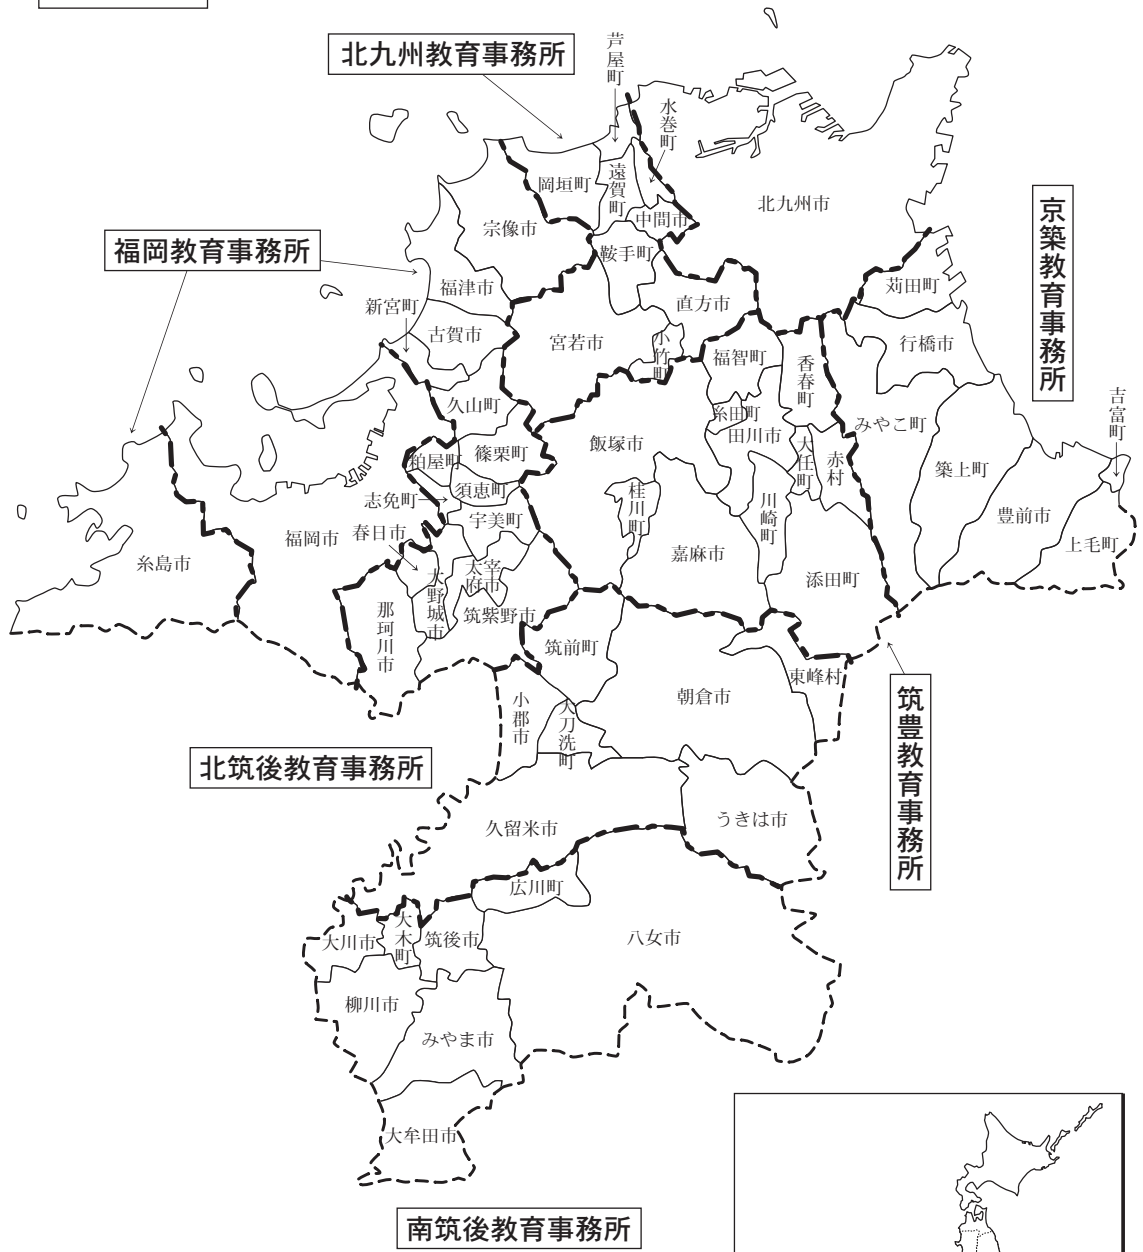 北九州教育事務所
芦屋町
水巻町
岡垣町
遠賀町
北九州市
中間市
宗像市
京築教育事務所
福岡教育事務所
鞍手町
苅田町
福津市
新宮町
直方市
古賀市
宮若市
小竹町
福智町
行橋市
香春町
吉富町
久山町
糸田町
みやこ町
飯塚市
田川市
大任町
赤村
篠栗町
粕屋町
築上町
須恵町
志免町
桂川町
川崎町
宇美町
豊前市
春日市
福岡市
上毛町
嘉麻市
糸島市
太宰府市
大野城市
添田町
筑紫野市
那珂川市
筑前町
東峰村
朝倉市
小郡市
大刀洗町
筑豊教育事務所
北筑後教育事務所
うきは市
久留米市
広川町
大木町
八女市
大川市
筑後市
柳川市
みやま市
大牟田市
南筑後教育事務所